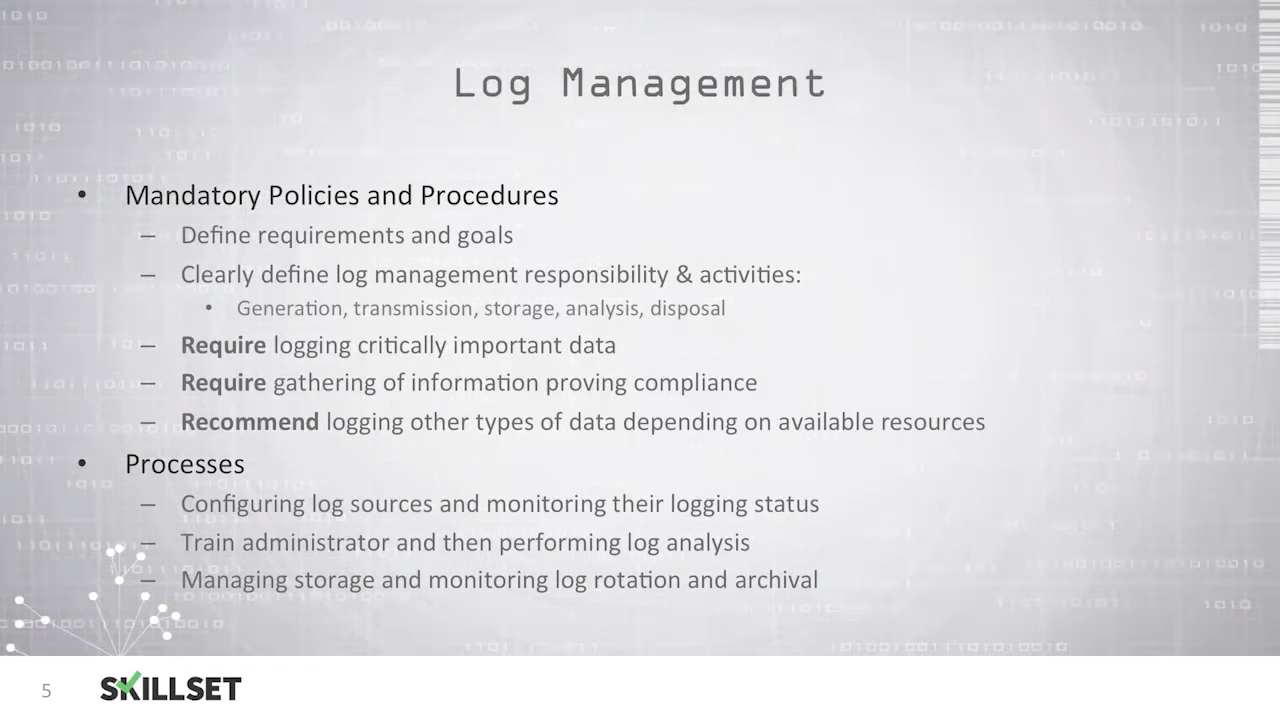 Log Management
• Mandatory Policies and Procedures
– Define requirements and goals
– Clearly define log management responsibility & activities:
• Generation, transmission, storage, analysis, disposal
– Require logging critically important data
– Require gathering of information proving compliance
– Recommend logging other types of data depending on available resources
• Processes
– Configuring log sources and monitoring their logging status
– Train administrator and then performing log analysis
– Managing storage and monitoring log rotation and archival
5
SKILLSET